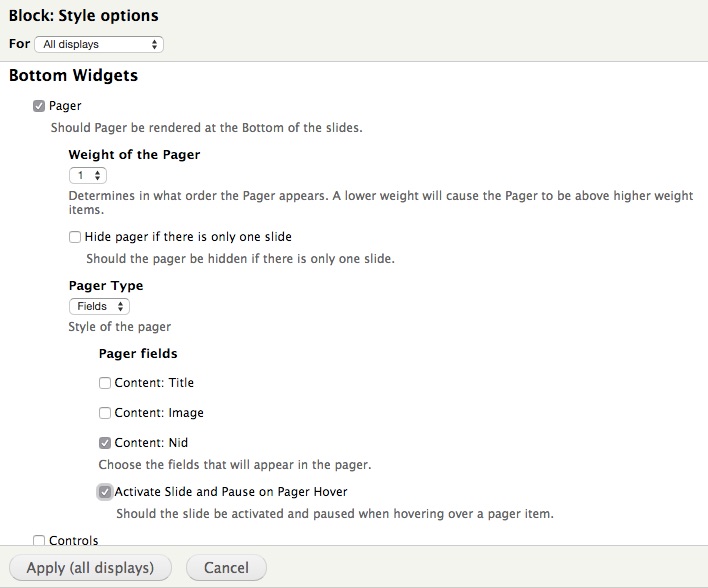 Block: Style options
For All displays
Bottom Widgets
Pager
Should Pager be rendered at the Bottom of the slides.
Weight of the Pager
1
Determines in what order the Pager appears. A lower weight will cause the Pager to be above higher weight
items.
Hide pager if there is only one slide
Should the pager be hidden if there is only one slide.
Pager Type
Fields
Style of the pager
Pager fields
Content: Title
Content: Image
Content: Nid
Choose the fields that will appear in the pager.
Activate Slide and Pause on Pager Hover
Should the slide be activated and paused when hovering over a pager item.
Controls
Apply (all displays) Cancel